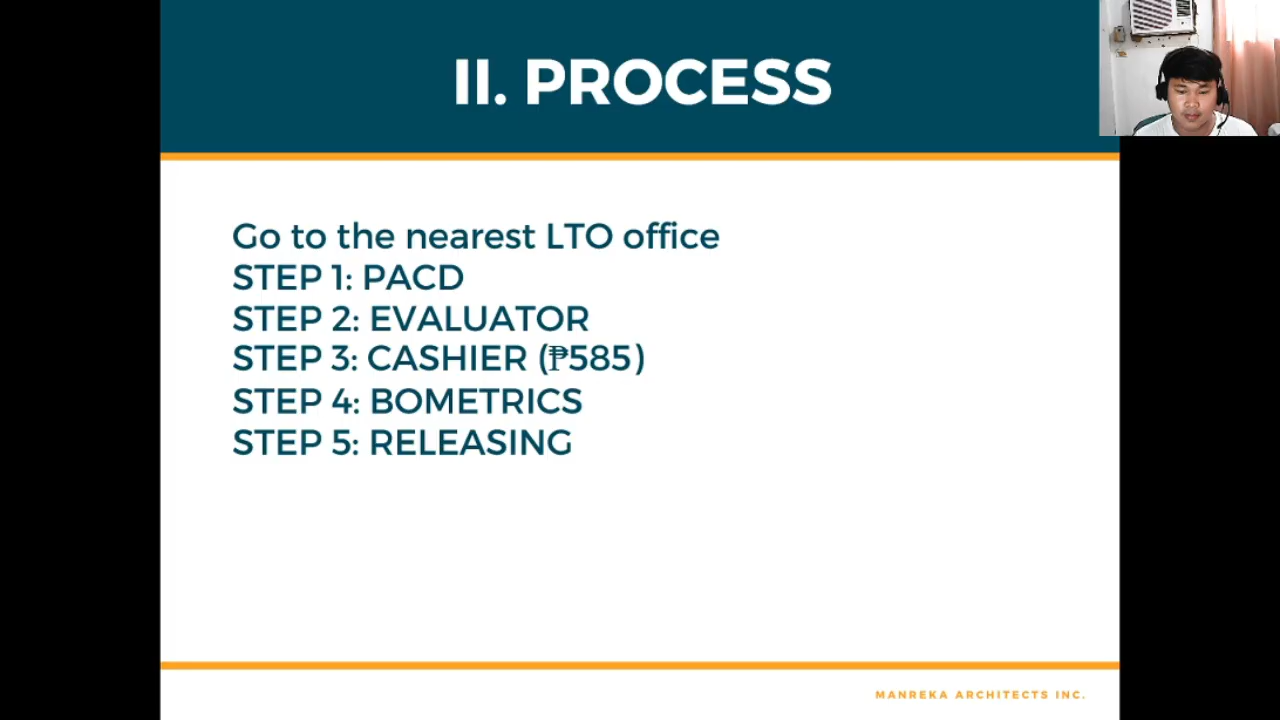 II. PROCESS
Go to the nearest LTO office
STEP 1: PACD
STEP 2: EVALUATOR
STEP 3: CASHIER (₱585)
STEP 4: BOMETRICS
STEP 5: RELEASING
MANREKA ARCHITECTS INC.